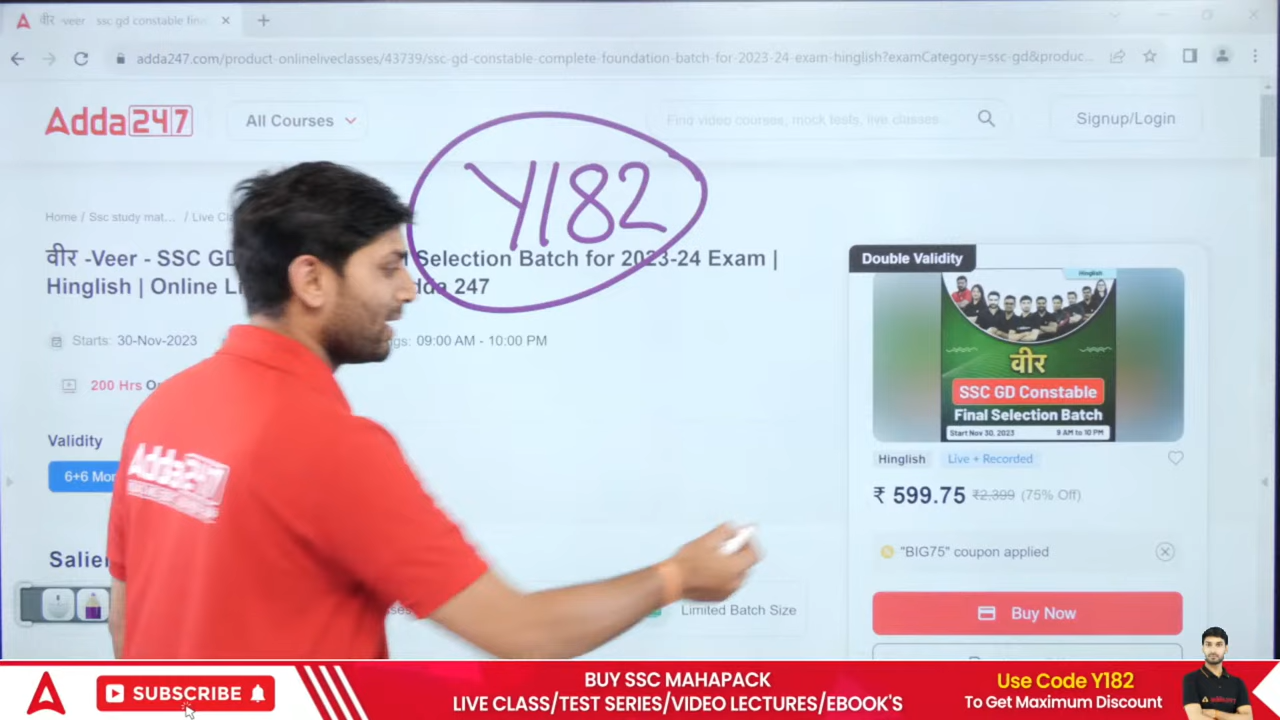 वीर -veer ssc gd constable fina
adda247.com/product-onlineliveclasses/43739/ssc-gd-constable-complete-foundation-batch-for-2023-24-exam-hinglish?examCategory=ssc-gd&produc...
Adda247
All Courses
Find video courses, mock tests, live classes...
Signup/Login
Y182
Home / Ssc study mat... / Live Cl
वीर -Veer - SSC GD Selection Batch for 2023-24 Exam |
Hinglish | Online Li dda 247
Starts: 30-Nov-2023 gs: 09:00 AM - 10:00 PM
200 Hrs On
Validity
6+6 Mon
Salien
Limited Batch Size
Double Validity
Hinglish
वीर
SSC GD Constable
Final Selection Batch
Start Nov 30, 2023 9 AM to 10 PM
Hinglish Live + Recorded
₹ 599.75 ₹2,399 (75% Off)
"BIG75" coupon applied
Buy Now
Adda247
SUBSCRIBE
BUY SSC MAHAPACK
LIVE CLASS/TEST SERIES/VIDEO LECTURES/EBOOK'S
Use Code Y182
To Get Maximum Discount